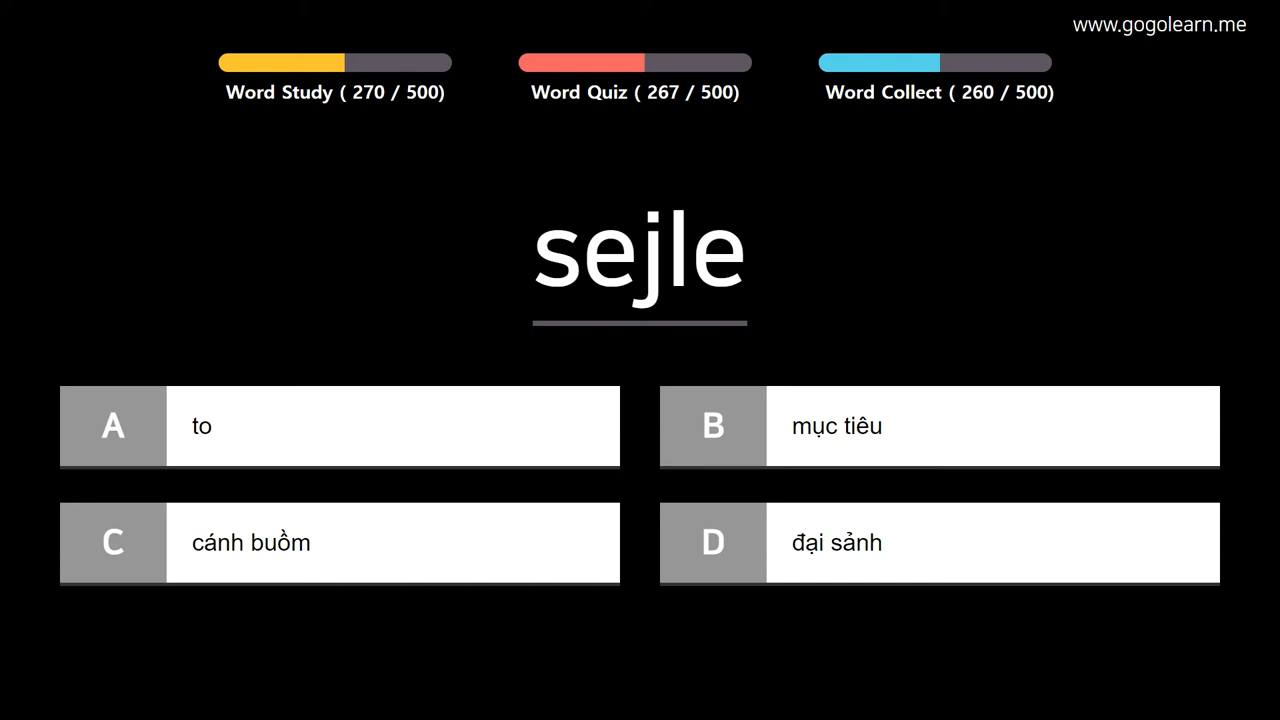 www.gogolearn.me
Word Study ( 270 / 500)
Word Quiz ( 267 / 500)
Word Collect ( 260 / 500)
sejle
A to
B mục tiêu
C cánh buồm
D đại sảnh